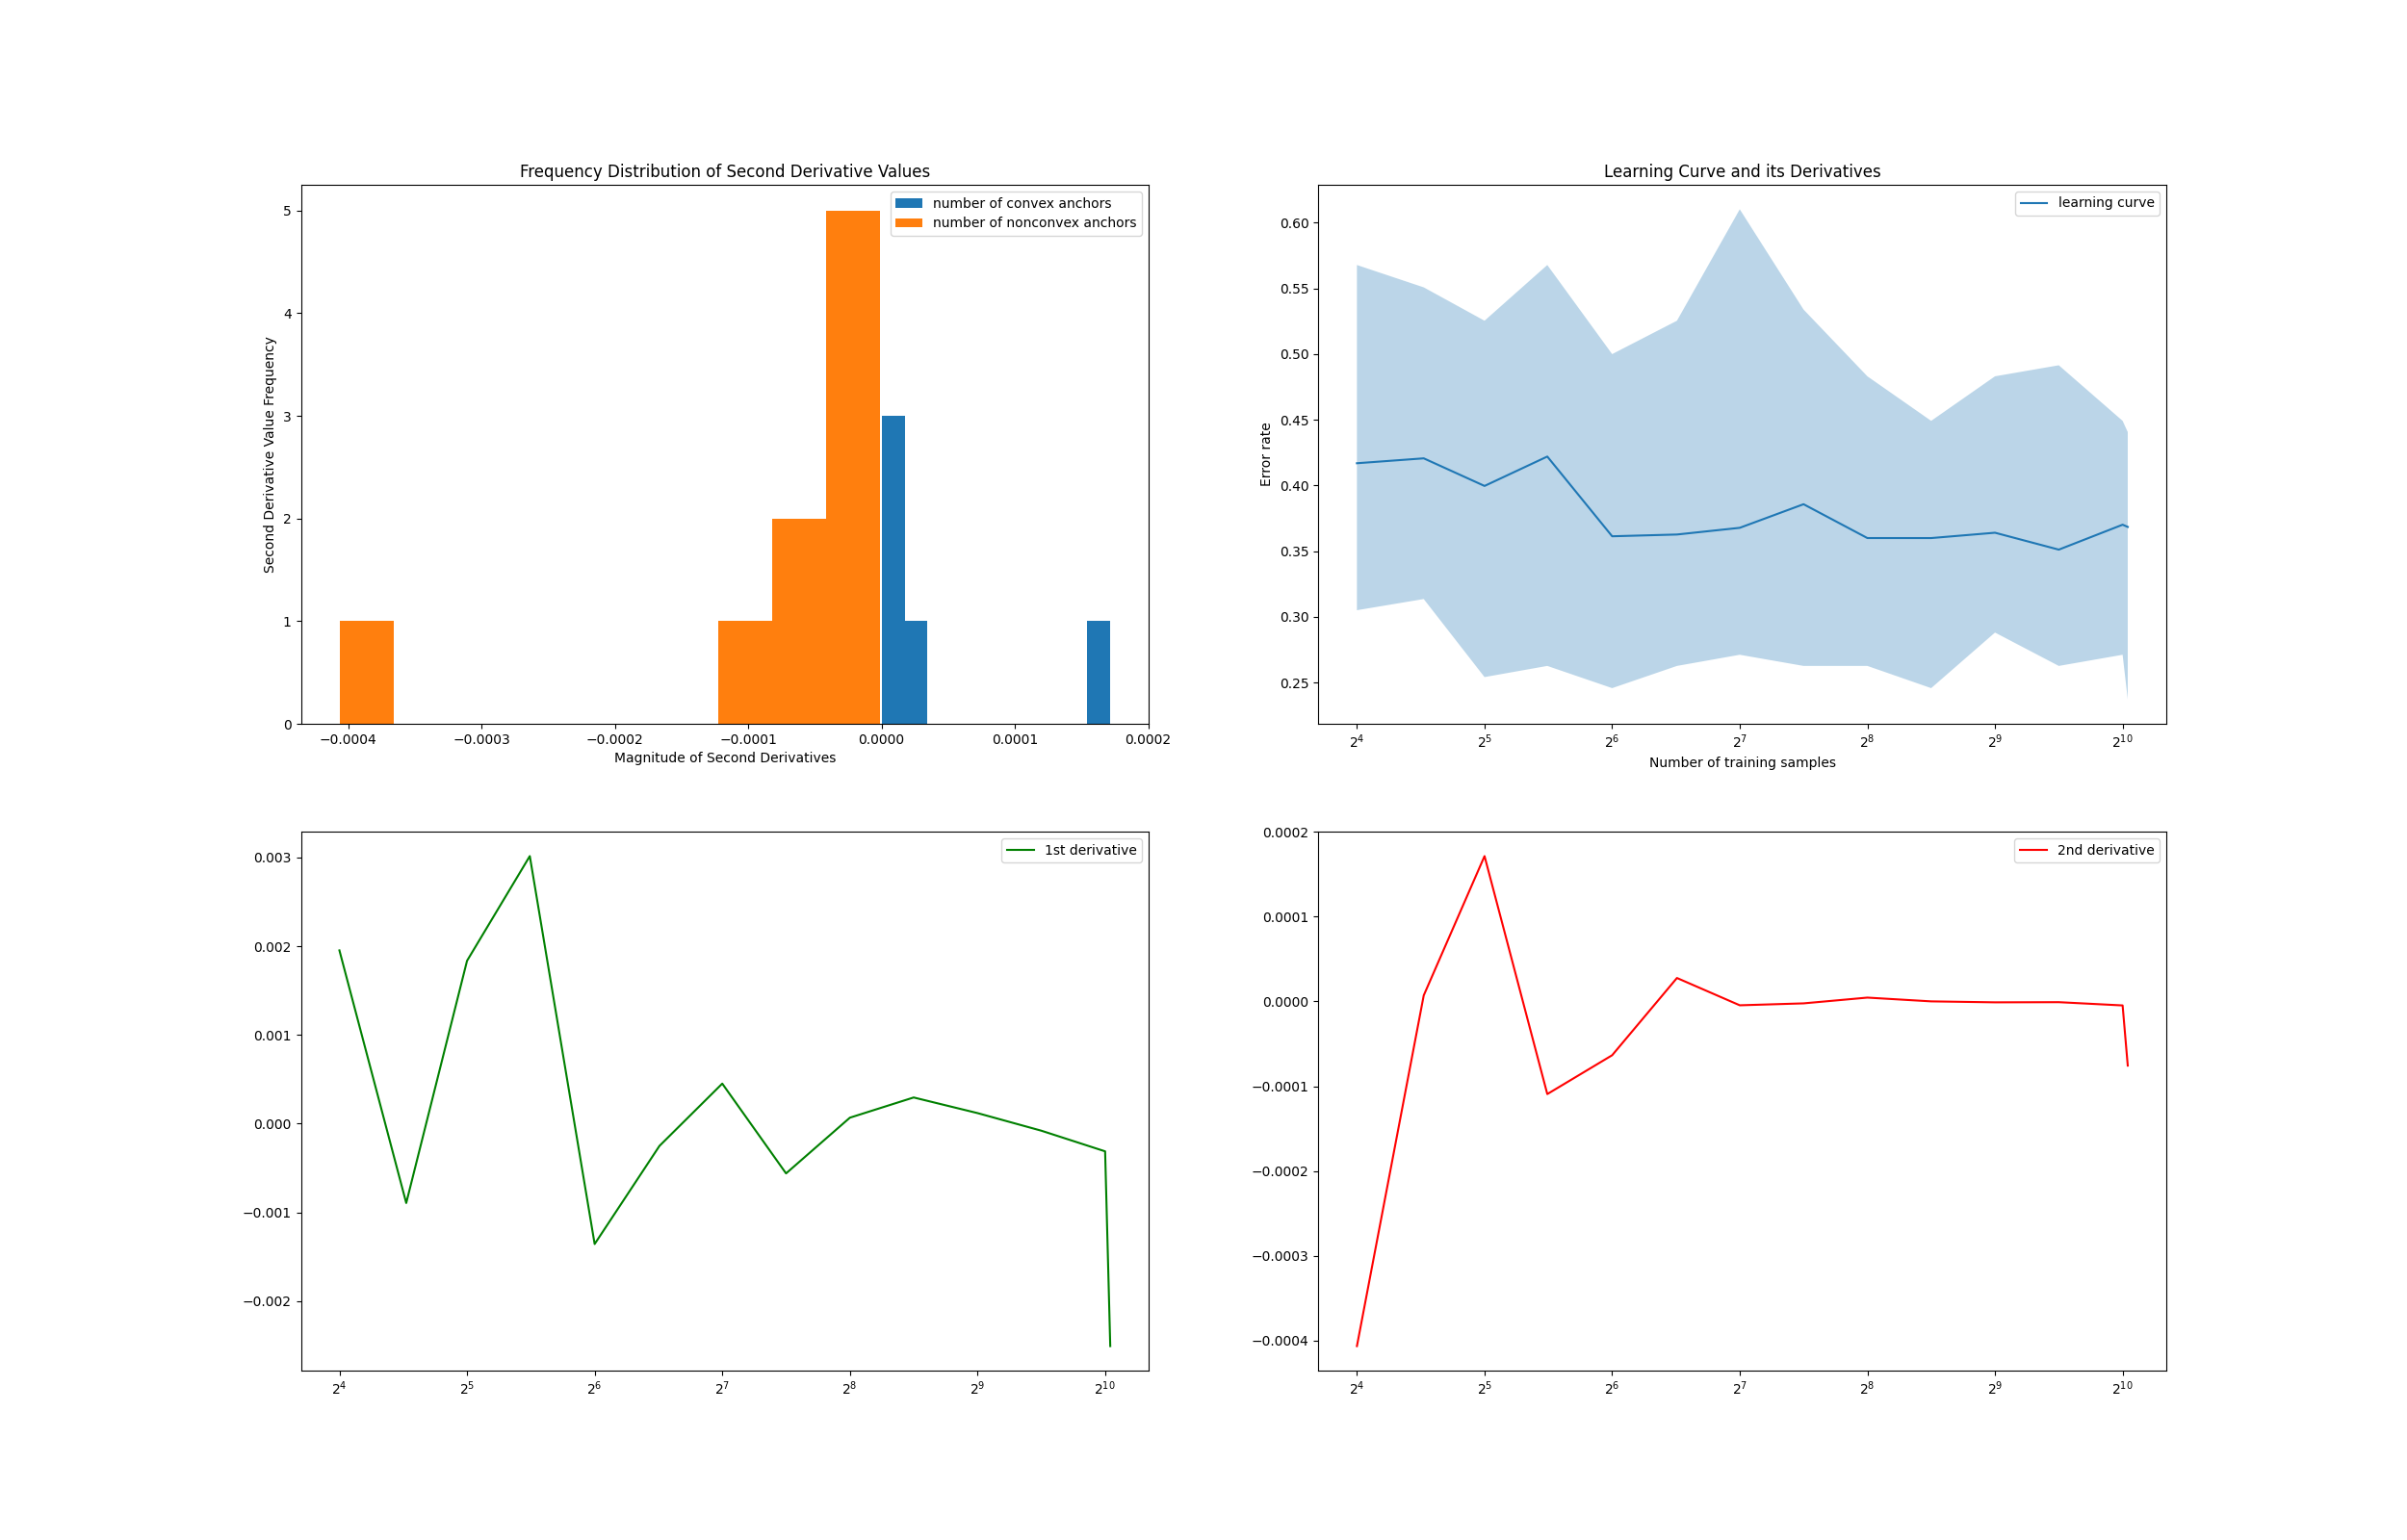 Frequency Distribution of Second Derivative Values
number of convex anchors
number of nonconvex anchors
5
4
3
2
1
0
Second Derivative Value Frequency
−0.0004 −0.0003 −0.0002 −0.0001 0.0000 0.0001 0.0002
Magnitude of Second Derivatives
Learning Curve and its Derivatives
learning curve
0.60
0.55
0.50
0.45
0.40
0.35
0.30
0.25
Error rate
2⁴ 2⁵ 2⁶ 2⁷ 2⁸ 2⁹ 2¹⁰
Number of training samples
1st derivative
0.003
0.002
0.001
0.000
−0.001
−0.002
2⁴ 2⁵ 2⁶ 2⁷ 2⁸ 2⁹ 2¹⁰
2nd derivative
0.0002
0.0001
0.0000
−0.0001
−0.0002
−0.0003
−0.0004
2⁴ 2⁵ 2⁶ 2⁷ 2⁸ 2⁹ 2¹⁰